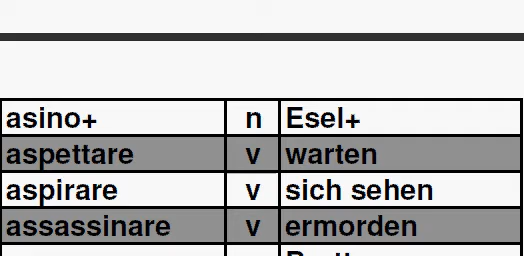 asino+ n Esel+
aspettare v warten
aspirare v sich sehen
assassinare v ermorden